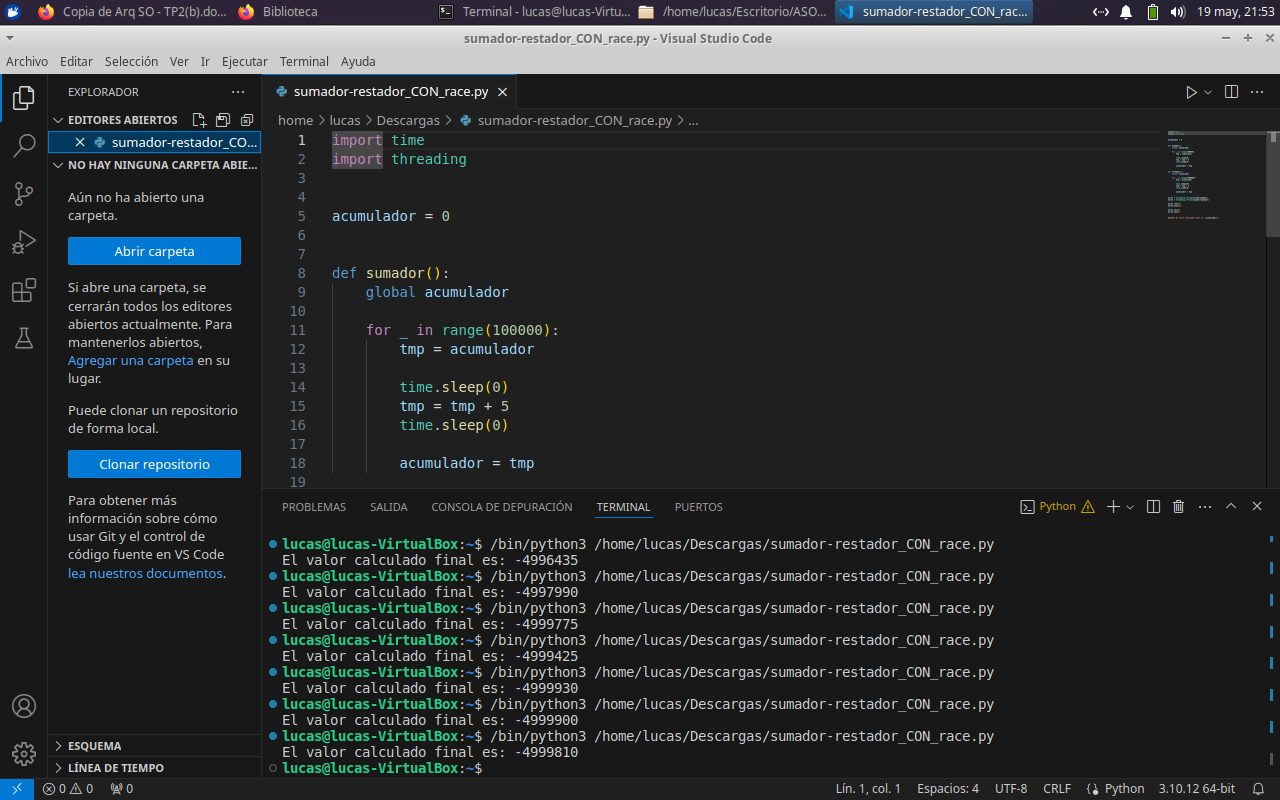 Copia de Arq SO - TP2(b).do...
Biblioteca
Terminal - lucas@lucas-Virtu...
/home/lucas/Escritorio/ASO...
sumador-restador_CON_rac...
19 may, 21:53
sumador-restador_CON_race.py - Visual Studio Code
Archivo Editar Selección Ver Ir Ejecutar Terminal Ayuda
EXPLORADOR
EDITORES ABIERTOS
sumador-restador_CO...
NO HAY NINGUNA CARPETA ABIE...
Aún no ha abierto una
carpeta.
Abrir carpeta
Si abre una carpeta, se
cerrarán todos los editores
abiertos actualmente. Para
mantenerlos abiertos,
Agregar una carpeta en su
lugar.
Puede clonar un repositorio
de forma local.
Clonar repositorio
Para obtener más
información sobre cómo
usar Git y el control de
código fuente en VS Code
lea nuestros documentos.
ESQUEMA
LÍNEA DE TIEMPO
sumador-restador_CON_race.py
home > lucas > Descargas > sumador-restador_CON_race.py > ...
1 import time
2 import threading
3
4
5 acumulador = 0
6
7
8 def sumador():
9 global acumulador
10
11 for _ in range(100000):
12 tmp = acumulador
13
14 time.sleep(0)
15 tmp = tmp + 5
16 time.sleep(0)
17
18 acumulador = tmp
19
PROBLEMAS SALIDA CONSOLA DE DEPURACIÓN TERMINAL PUERTOS
Python
lucas@lucas-VirtualBox:~$ /bin/python3 /home/lucas/Descargas/sumador-restador_CON_race.py
El valor calculado final es: -4996435
lucas@lucas-VirtualBox:~$ /bin/python3 /home/lucas/Descargas/sumador-restador_CON_race.py
El valor calculado final es: -4997990
lucas@lucas-VirtualBox:~$ /bin/python3 /home/lucas/Descargas/sumador-restador_CON_race.py
El valor calculado final es: -4999775
lucas@lucas-VirtualBox:~$ /bin/python3 /home/lucas/Descargas/sumador-restador_CON_race.py
El valor calculado final es: -4999425
lucas@lucas-VirtualBox:~$ /bin/python3 /home/lucas/Descargas/sumador-restador_CON_race.py
El valor calculado final es: -4999930
lucas@lucas-VirtualBox:~$ /bin/python3 /home/lucas/Descargas/sumador-restador_CON_race.py
El valor calculado final es: -4999900
lucas@lucas-VirtualBox:~$ /bin/python3 /home/lucas/Descargas/sumador-restador_CON_race.py
El valor calculado final es: -4999810
lucas@lucas-VirtualBox:~$
0 0 0
Lín. 1, col. 1 Espacios: 4 UTF-8 CRLF Python 3.10.12 64-bit